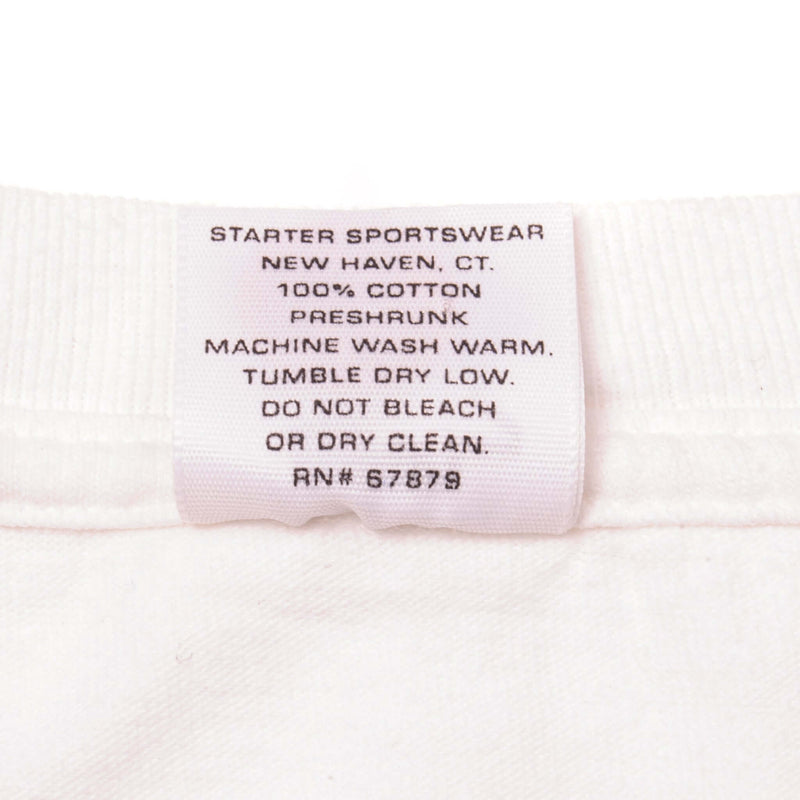 STARTER SPORTSWEAR
NEW HAVEN, CT.
100% COTTON
PRESHRUNK
MACHINE WASH WARM.
TUMBLE DRY LOW.
DO NOT BLEACH
OR DRY CLEAN.
RN# 67879